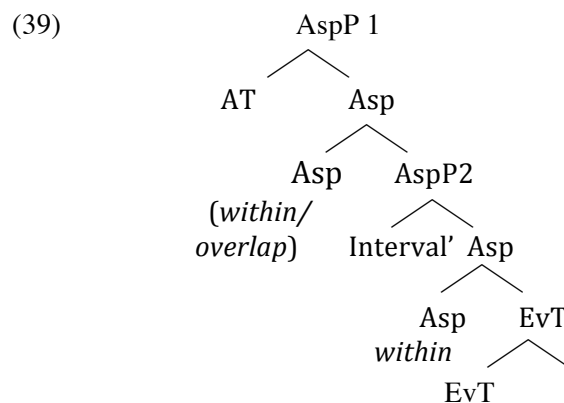 (39) AspP 1
AT Asp
Asp AspP2
(within/
overlap) Interval’ Asp
Asp EvT
within
EvT